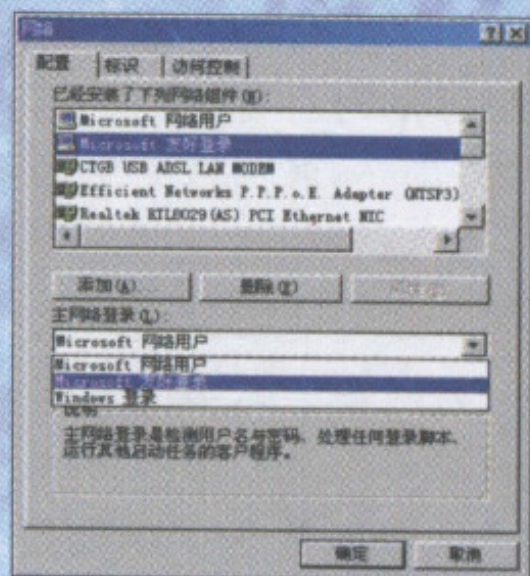 网络
配置 标识 访问控制
已经安装了下列网络组件(N):
Microsoft 网络用户
Microsoft 友好登录
CTGB USB ADSL LAN MODEM
Efficient Networks P.P.P.o.E. Adapter (NTSP3)
Realtek RTL8029(AS) PCI Ethernet NIC
添加(A)... 删除(E) 属性(R)
主网络登录(L):
Microsoft 网络用户
Microsoft 网络用户
Microsoft 友好登录
Windows 登录
说明
主网络登录是检测用户名与密码、处理任何登录脚本、
运行其他启动任务的客户程序。
确定 取消